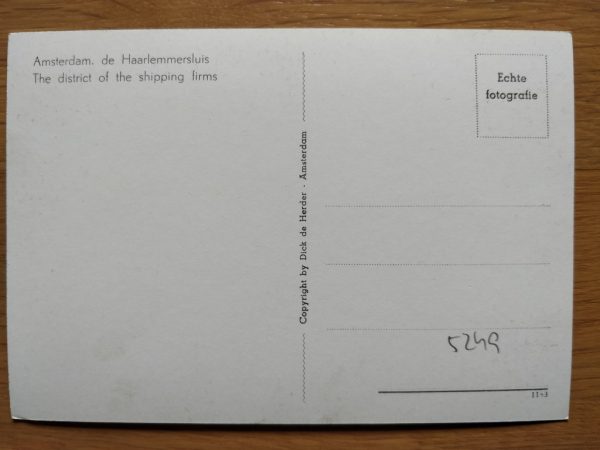 Amsterdam. de Haarlemmersluis
The district of the shipping firms
Copyright by Dick de Herder - Amsterdam
Echte
fotografie
5249